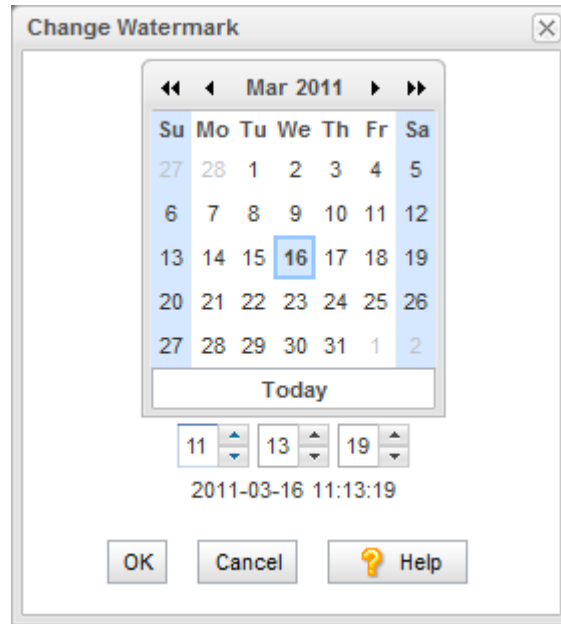 Change Watermark
Mar 2011
Su Mo Tu We Th Fr Sa
27 28 1 2 3 4 5
6 7 8 9 10 11 12
13 14 15 16 17 18 19
20 21 22 23 24 25 26
27 28 29 30 31 1 2
Today
11 13 19
2011-03-16 11:13:19
OK Cancel Help